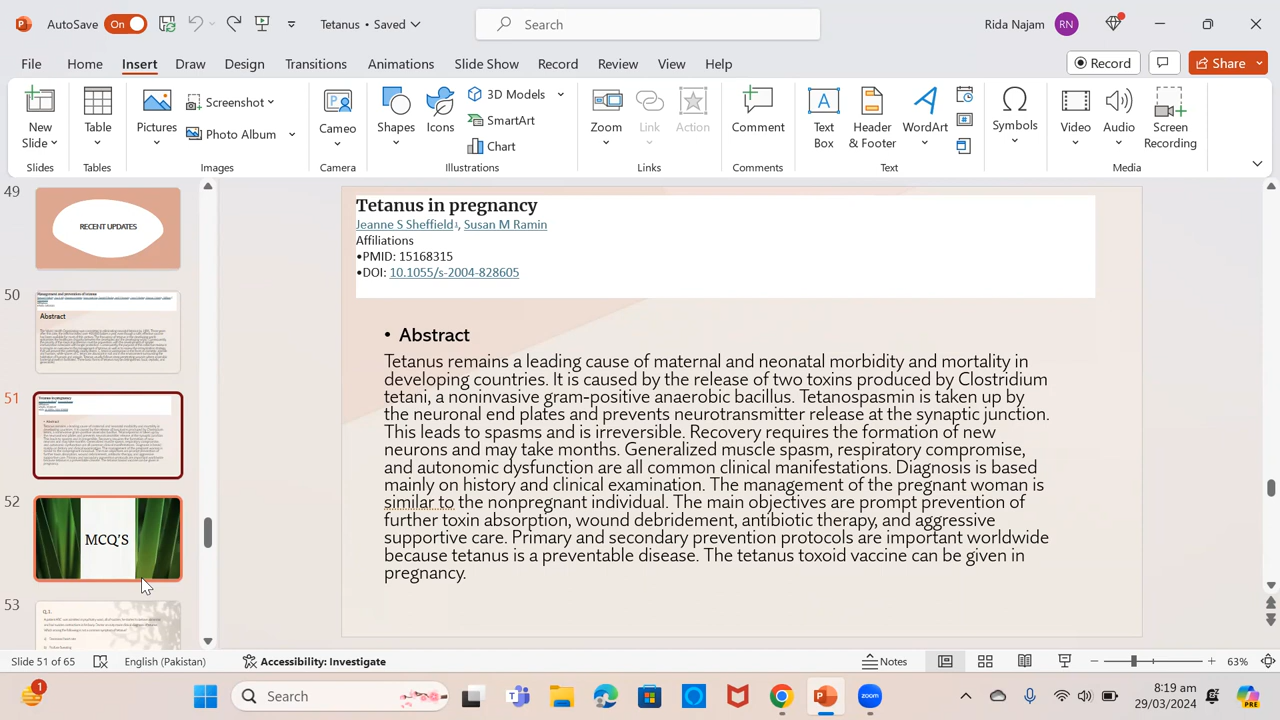 AutoSave On Tetanus • Saved Search Rida Najam RN
File Home Insert Draw Design Transitions Animations Slide Show Record Review View Help Record Share
New Slide Table Pictures Screenshot Photo Album Cameo Shapes Icons 3D Models SmartArt Chart Zoom Link Action Comment Text Box Header & Footer WordArt Symbols Video Audio Screen Recording
Slides Tables Images Camera Illustrations Links Comments Text Media
49
RECENT UPDATES
50
Abstract
51
52
MCQ'S
53
Q.1.
Tetanus in pregnancy
Jeanne S Sheffield1, Susan M Ramin
Affiliations
•PMID: 15168315
•DOI: 10.1055/s-2004-828605
• Abstract
Tetanus remains a leading cause of maternal and neonatal morbidity and mortality in
developing countries. It is caused by the release of two toxins produced by Clostridium
tetani, a noninvasive gram-positive anaerobic bacillus. Tetanospasmin is taken up by
the neuronal end plates and prevents neurotransmitter release at the synaptic junction.
This leads to spasms and is irreversible. Recovery requires the formation of new
neurons and may take months. Generalized muscle spasm, respiratory compromise,
and autonomic dysfunction are all common clinical manifestations. Diagnosis is based
mainly on history and clinical examination. The management of the pregnant woman is
similar to the nonpregnant individual. The main objectives are prompt prevention of
further toxin absorption, wound debridement, antibiotic therapy, and aggressive
supportive care. Primary and secondary prevention protocols are important worldwide
because tetanus is a preventable disease. The tetanus toxoid vaccine can be given in
pregnancy.
Slide 51 of 65 English (Pakistan) Accessibility: Investigate Notes 63%
1 Search zoom PRE
8:19 am
29/03/2024